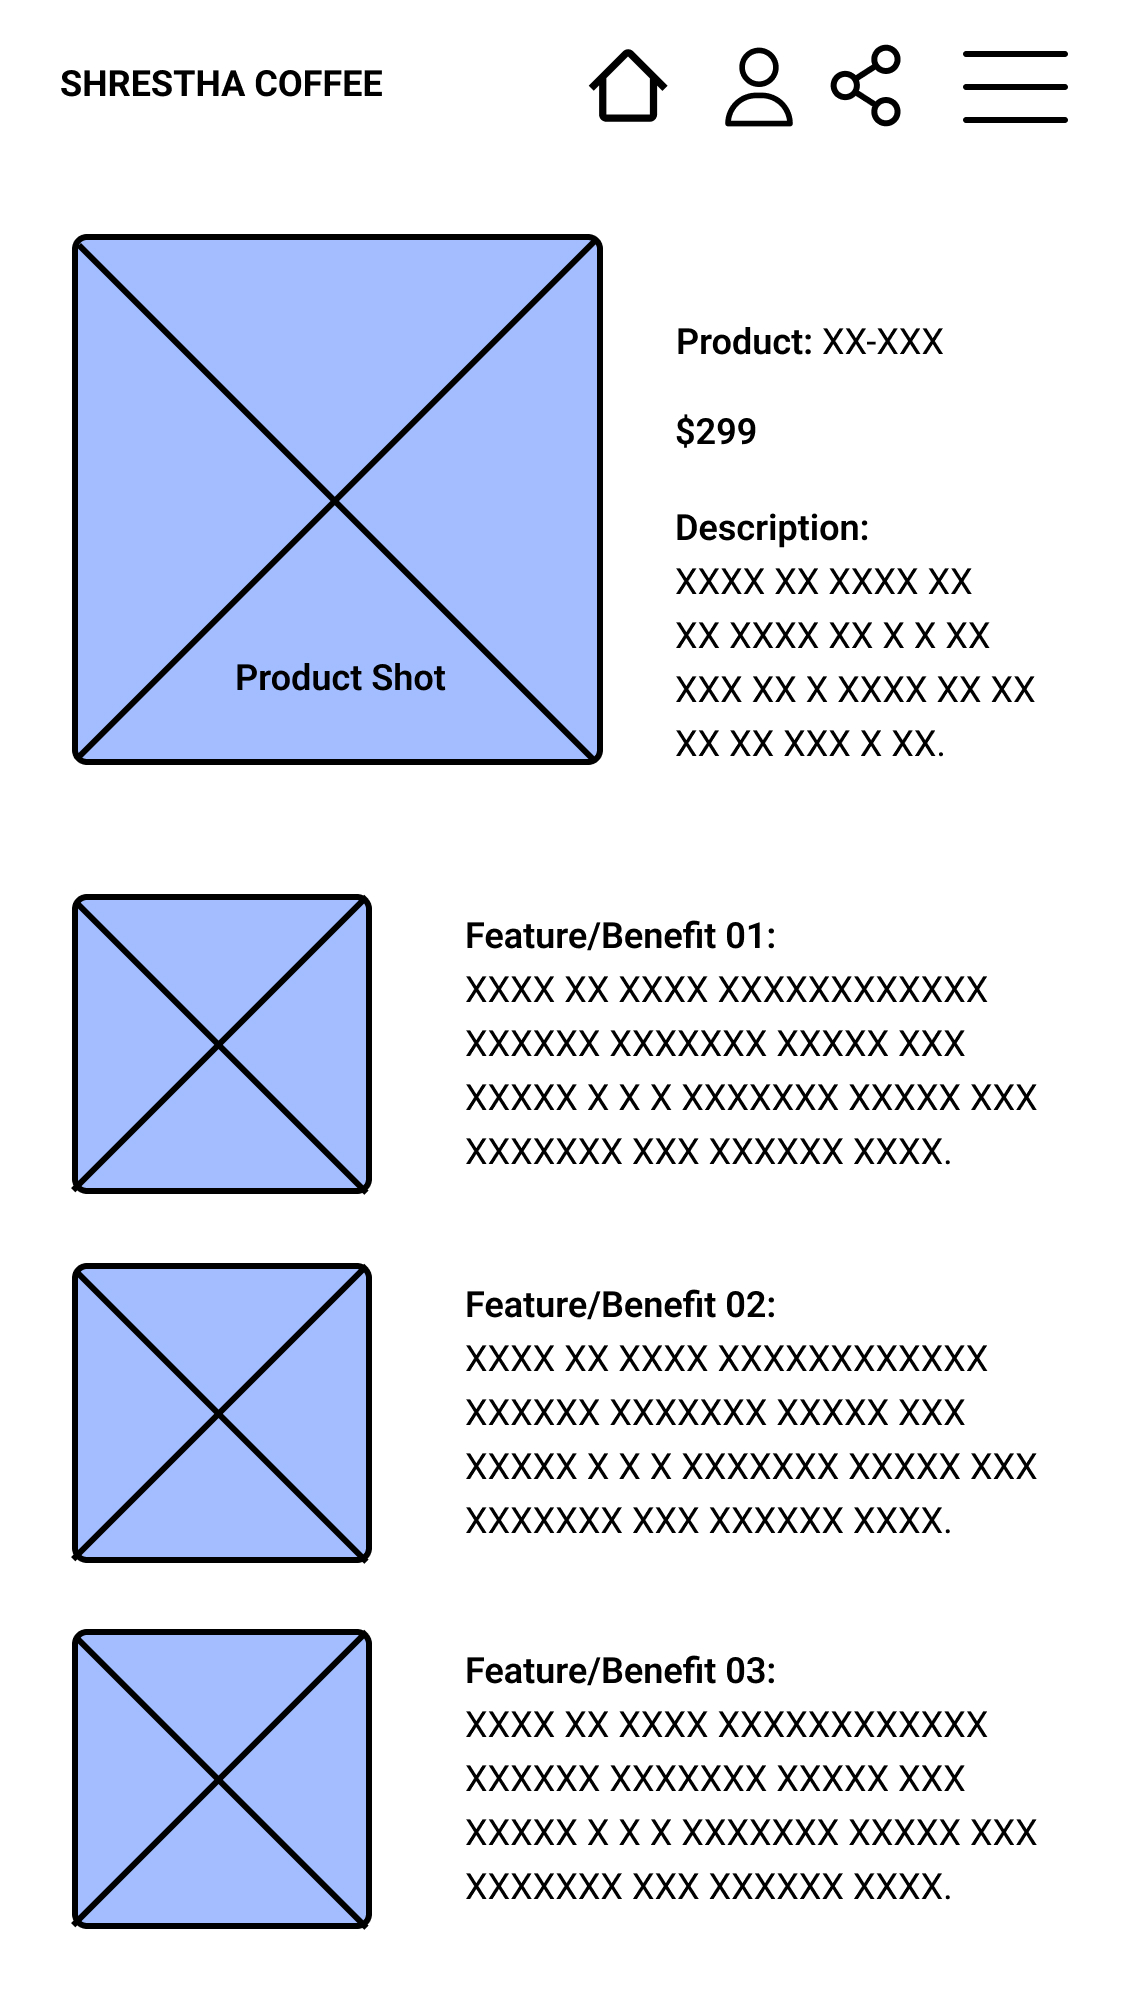 SHRESTHA COFFEE
Product: XX-XXX
$299
Description:
XXXX XX XXXX XX
XX XXXX XX X X XX
XXX XX X XXXX XX XX
XX XX XXX X XX.
Product Shot
Feature/Benefit 01:
XXXX XX XXXX XXXXXXXXXXXX
XXXXXX XXXXXXX XXXXX XXX
XXXXX X X X XXXXXXX XXXXX XXX
XXXXXXX XXX XXXXXX XXXX.
Feature/Benefit 02:
XXXX XX XXXX XXXXXXXXXXXX
XXXXXX XXXXXXX XXXXX XXX
XXXXX X X X XXXXXXX XXXXX XXX
XXXXXXX XXX XXXXXX XXXX.
Feature/Benefit 03:
XXXX XX XXXX XXXXXXXXXXXX
XXXXXX XXXXXXX XXXXX XXX
XXXXX X X X XXXXXXX XXXXX XXX
XXXXXXX XXX XXXXXX XXXX.